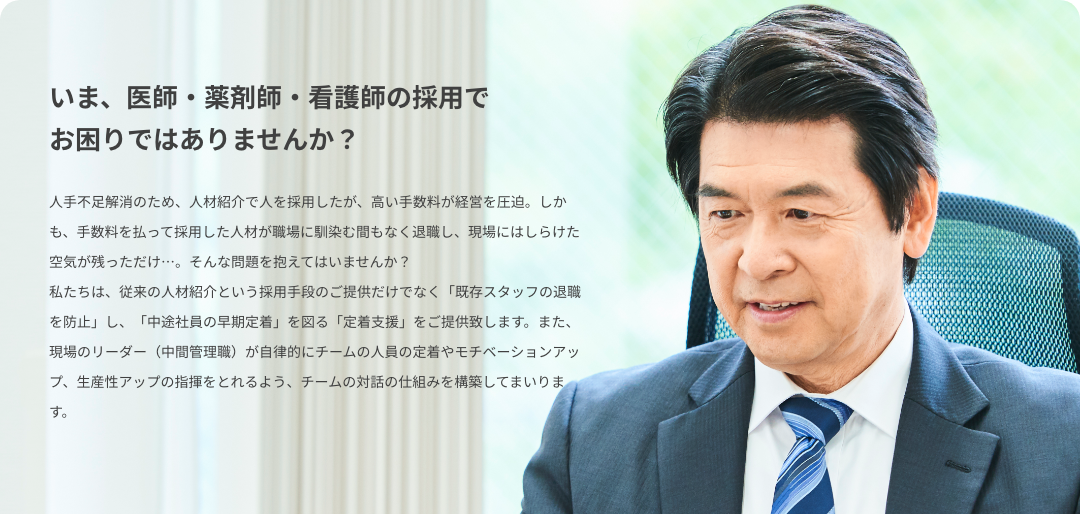 いま、医師・薬剤師・看護師の採用で
お困りではありませんか？
人手不足解消のため、人材紹介で人を採用したが、高い手数料が経営を圧迫。しか
も、手数料を払って採用した人材が職場に馴染む間もなく退職し、現場にはしらけた
空気が残っただけ…。そんな問題を抱えてはいませんか？
私たちは、従来の人材紹介という採用手段のご提供だけでなく「既存スタッフの退職
を防止」し、「中途社員の早期定着」を図る「定着支援」をご提供致します。また、
現場のリーダー（中間管理職）が自律的にチームの人員の定着やモチベーションアッ
プ、生産性アップの指揮をとれるよう、チームの対話の仕組みを構築してまいりま
す。